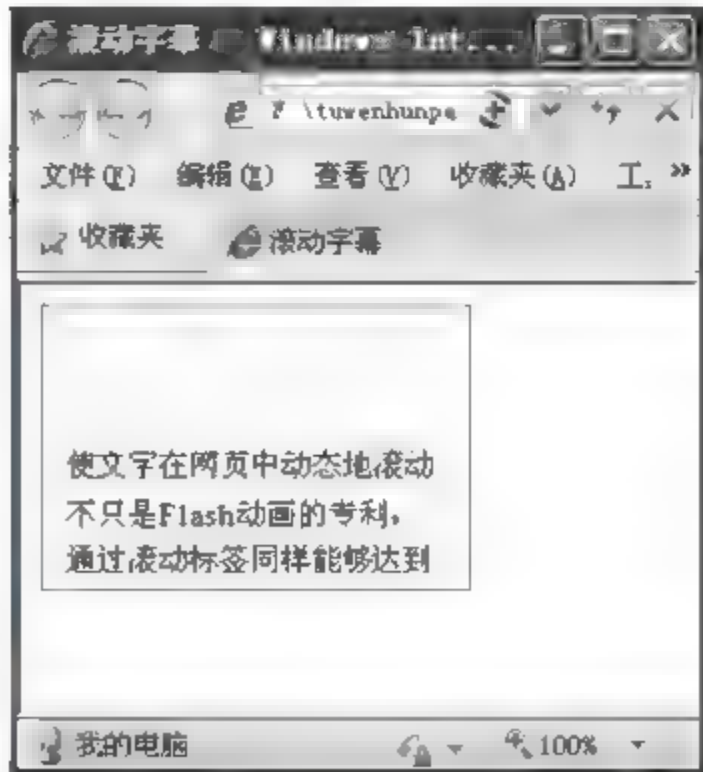 滚动字幕 - Windows Int...
\tuwenhunpa
文件(F) 编辑(E) 查看(V) 收藏夹(A) 工 »
收藏夹 滚动字幕
使文字在网页中动态地滚动
不只是Flash动画的专利，
通过滚动标签同样能够达到
我的电脑 100%